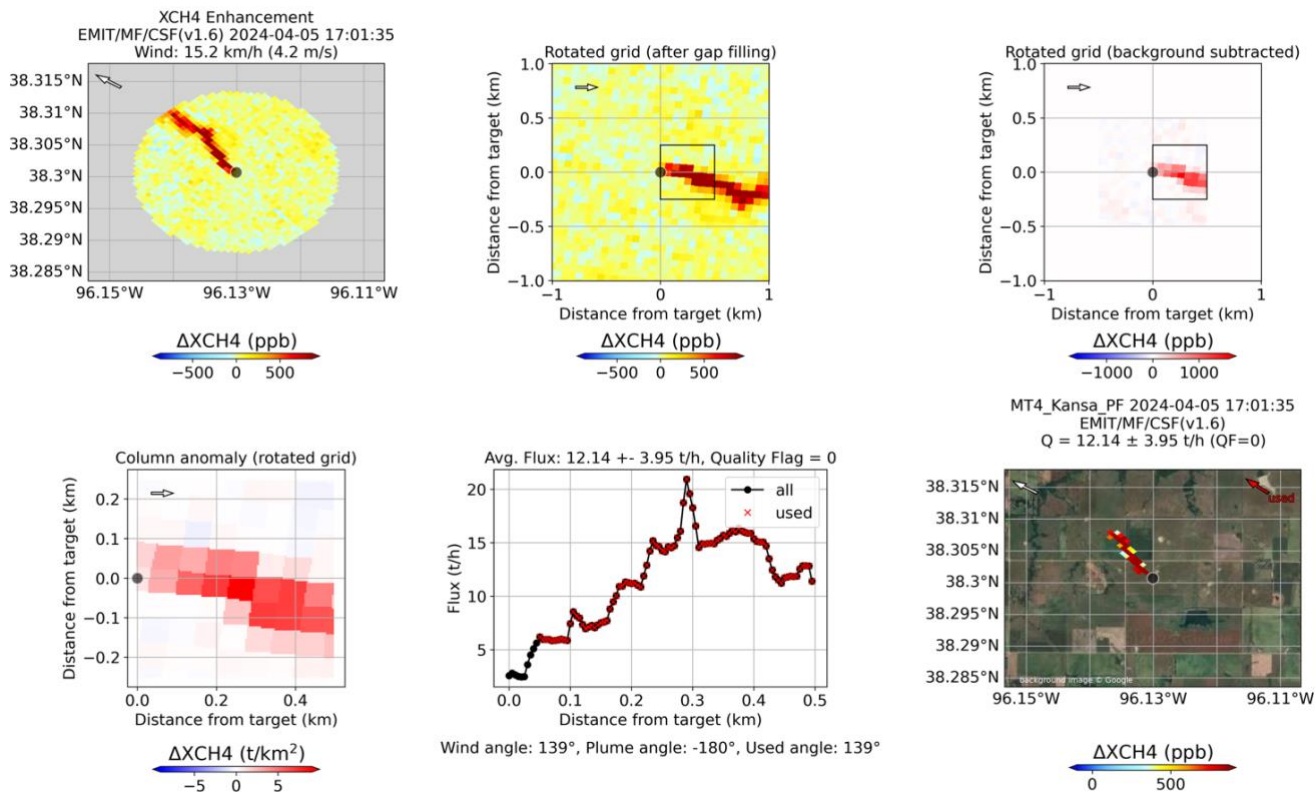 XCH4 Enhancement
EMIT/MF/CSF(v1.6) 2024-04-05 17:01:35
Wind: 15.2 km/h (4.2 m/s)
38.315°N
38.31°N
38.305°N
38.3°N
38.295°N
38.29°N
38.285°N
96.15°W
96.13°W
96.11°W
ΔXCH4 (ppb)
−500
0
500
Rotated grid (after gap filling)
Distance from target (km)
1.0
0.5
0.0
−0.5
−1.0
−1
0
1
Distance from target (km)
ΔXCH4 (ppb)
−500
0
500
Rotated grid (background subtracted)
Distance from target (km)
1.0
0.5
0.0
−0.5
−1.0
−1
0
1
Distance from target (km)
ΔXCH4 (ppb)
−1000
0
1000
Column anomaly (rotated grid)
Distance from target (km)
0.2
0.1
0.0
−0.1
−0.2
0.0
0.2
0.4
Distance from target (km)
ΔXCH4 (t/km²)
−5
0
5
Avg. Flux: 12.14 +- 3.95 t/h, Quality Flag = 0
all
used
Flux (t/h)
20
15
10
5
0.0
0.1
0.2
0.3
0.4
0.5
Distance from target (km)
Wind angle: 139°, Plume angle: -180°, Used angle: 139°
MT4_Kansa_PF 2024-04-05 17:01:35
EMIT/MF/CSF(v1.6)
Q = 12.14 ± 3.95 t/h (QF=0)
used
38.315°N
38.31°N
38.305°N
38.3°N
38.295°N
38.29°N
38.285°N
background image © Google
96.15°W
96.13°W
96.11°W
ΔXCH4 (ppb)
0
500